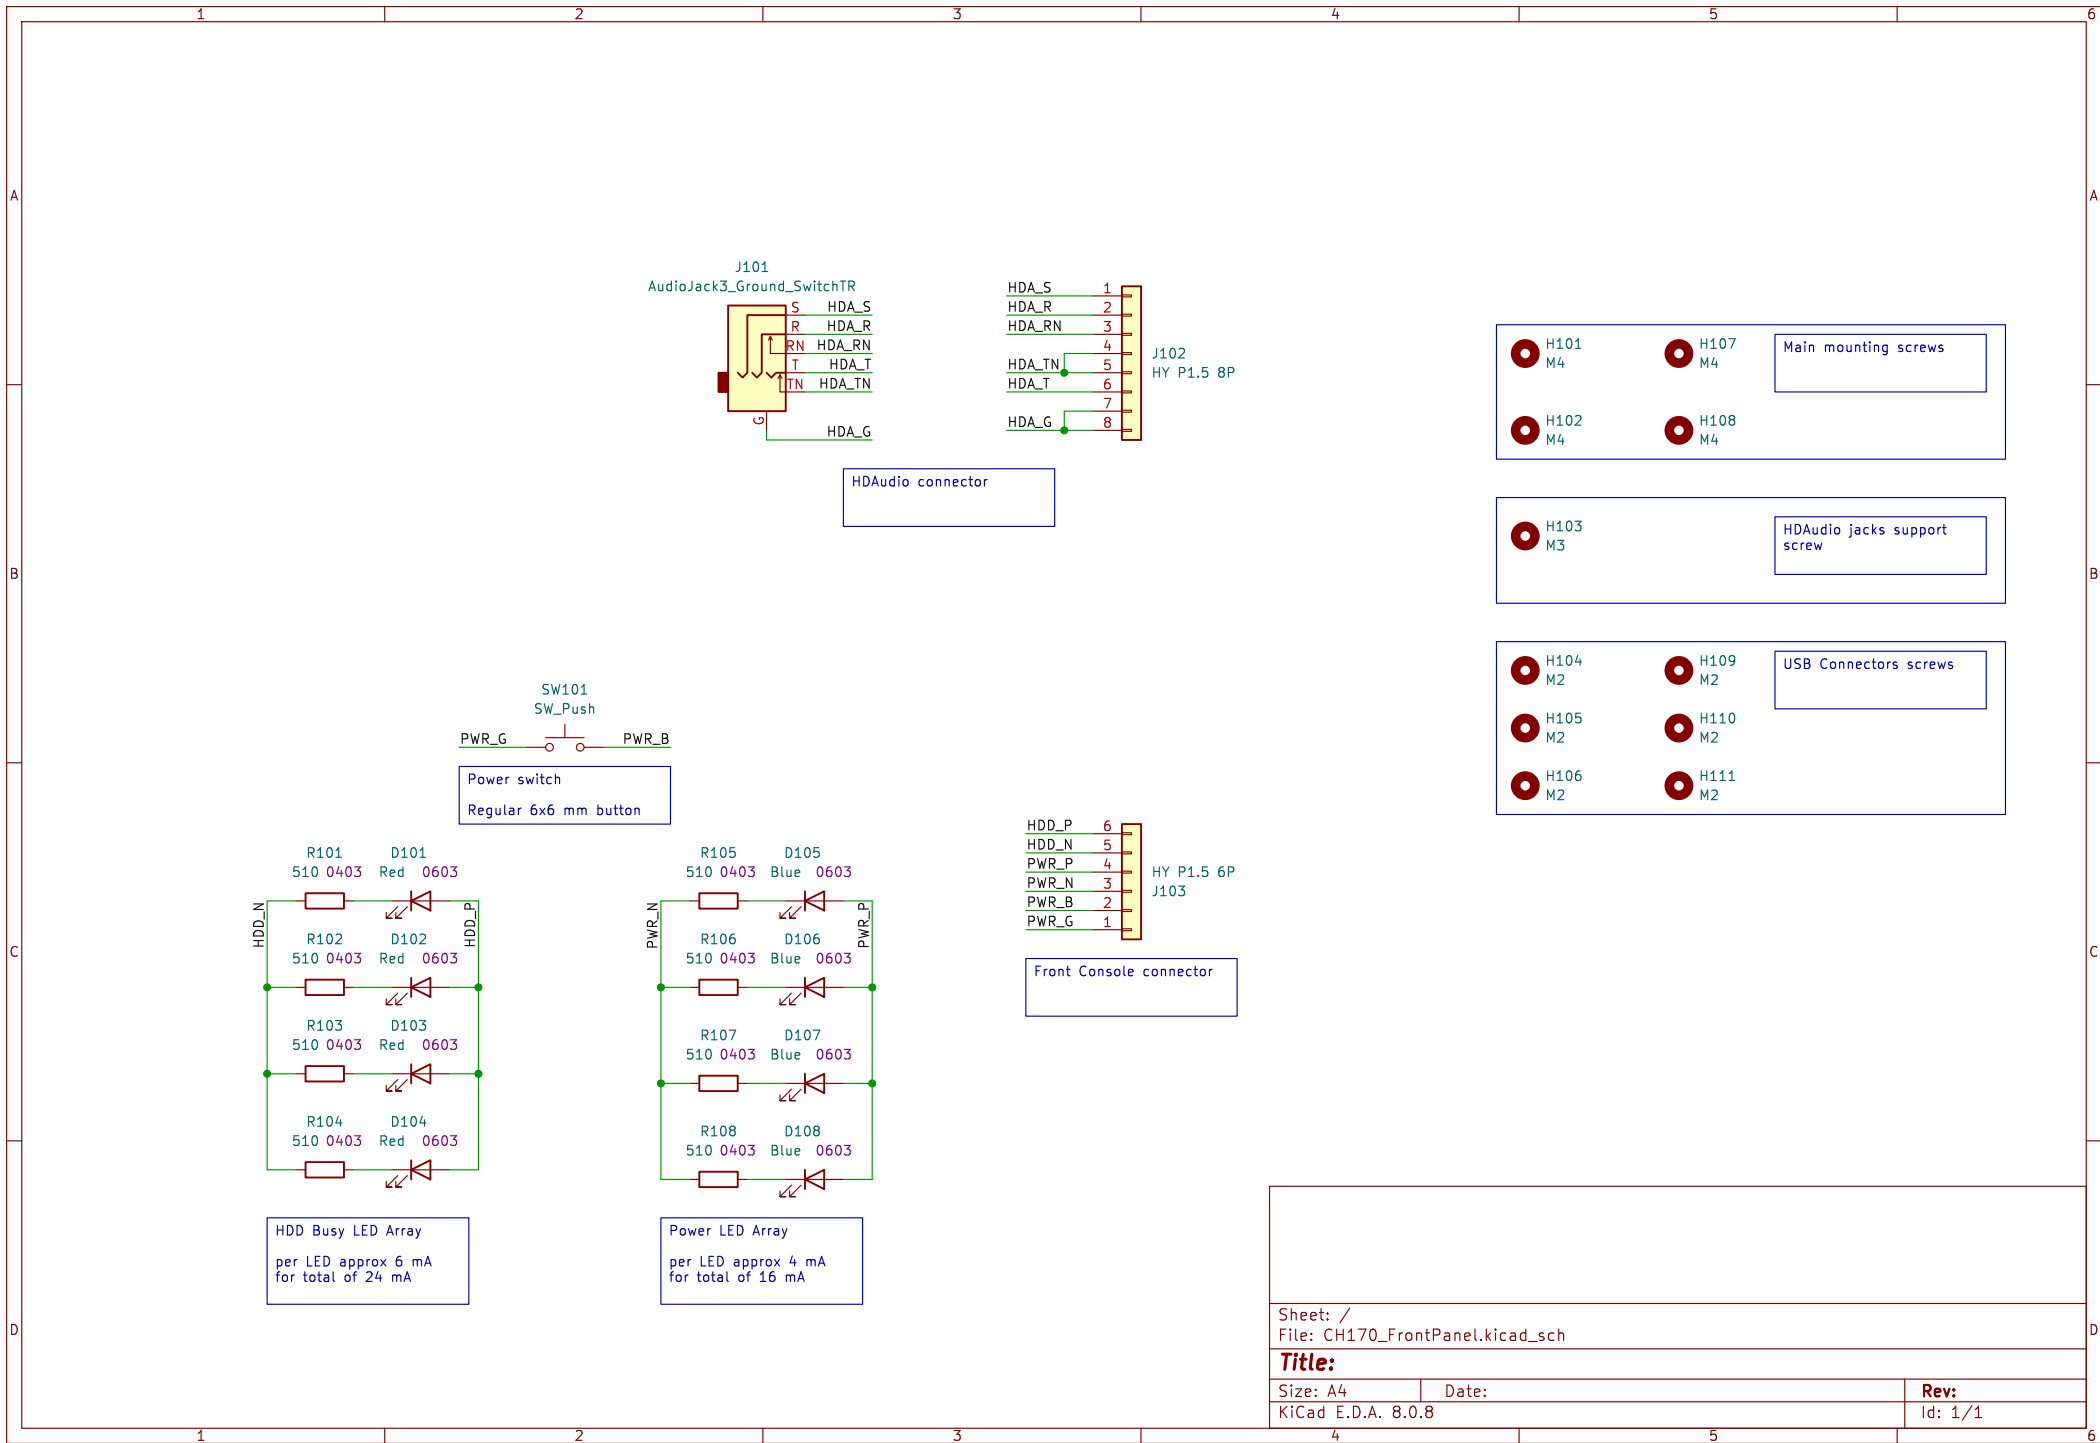 1 2 3 4 5 6
A A
B B
C C
D D
J101
AudioJack3_Ground_SwitchTR
S HDA_S
R HDA_R
RN HDA_RN
T HDA_T
TN HDA_TN
G HDA_G
HDA_S 1
HDA_R 2
HDA_RN 3
4
HDA_TN 5
HDA_T 6
7
HDA_G 8
J102
HY P1.5 8P
HDAudio connector
H101
M4
H107
M4
H102
M4
H108
M4
Main mounting screws
H103
M3
HDAudio jacks support
screw
H104
M2
H109
M2
H105
M2
H110
M2
H106
M2
H111
M2
USB Connectors screws
SW101
SW_Push
PWR_G PWR_B
Power switch
Regular 6x6 mm button
HDD_P 6
HDD_N 5
PWR_P 4
PWR_N 3
PWR_B 2
PWR_G 1
HY P1.5 6P
J103
Front Console connector
HDD_N
HDD_P
R101 D101
510 0403 Red 0603
R102 D102
510 0403 Red 0603
R103 D103
510 0403 Red 0603
R104 D104
510 0403 Red 0603
HDD Busy LED Array
per LED approx 6 mA
for total of 24 mA
PWR_N
PWR_P
R105 D105
510 0403 Blue 0603
R106 D106
510 0403 Blue 0603
R107 D107
510 0403 Blue 0603
R108 D108
510 0403 Blue 0603
Power LED Array
per LED approx 4 mA
for total of 16 mA
Sheet: /
File: CH170_FrontPanel.kicad_sch
Title:
Size: A4 Date: Rev:
KiCad E.D.A. 8.0.8 Id: 1/1
1 2 3 4 5 6